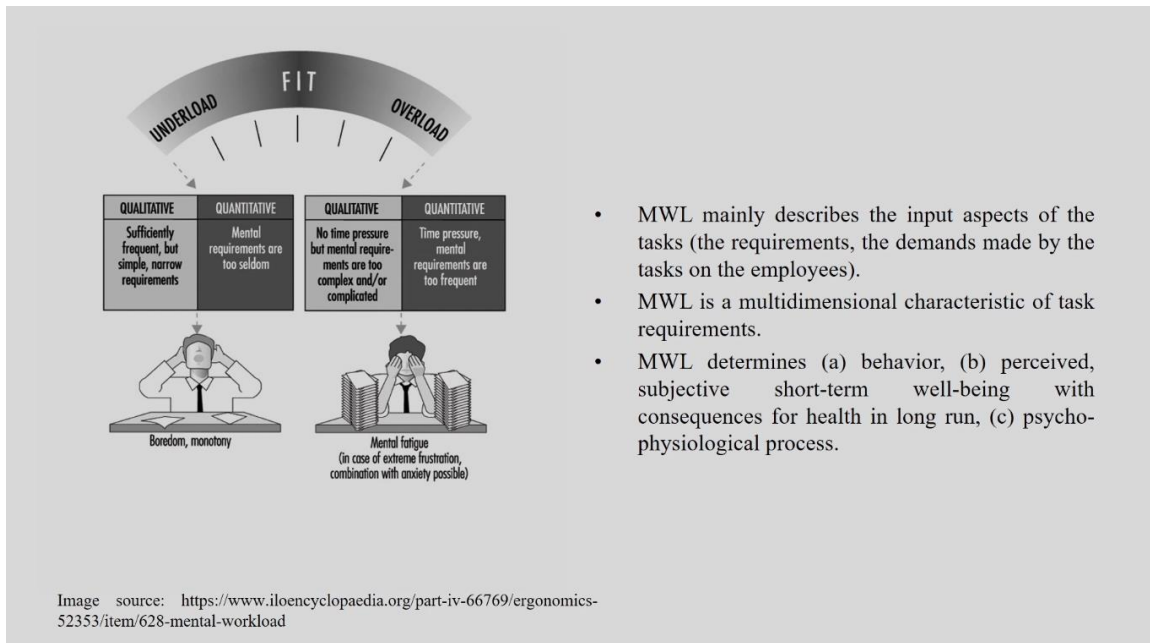 UNDERLOAD
FIT
OVERLOAD
QUALITATIVE
Sufficiently
frequent, but
simple, narrow
requirements
QUANTITATIVE
Mental
requirements are
too seldom
QUALITATIVE
No time pressure
but mental require-
ments are too
complex and/or
complicated
QUANTITATIVE
Time pressure,
mental
requirements are
too frequent
Boredom, monotony
Mental fatigue
(in case of extreme frustration,
combination with anxiety possible)
• MWL mainly describes the input aspects of the
tasks (the requirements, the demands made by the
tasks on the employees).
• MWL is a multidimensional characteristic of task
requirements.
• MWL determines (a) behavior, (b) perceived,
subjective short-term well-being with
consequences for health in long run, (c) psycho-
physiological process.
Image source: https://www.iloencyclopaedia.org/part-iv-66769/ergonomics-
52353/item/628-mental-workload